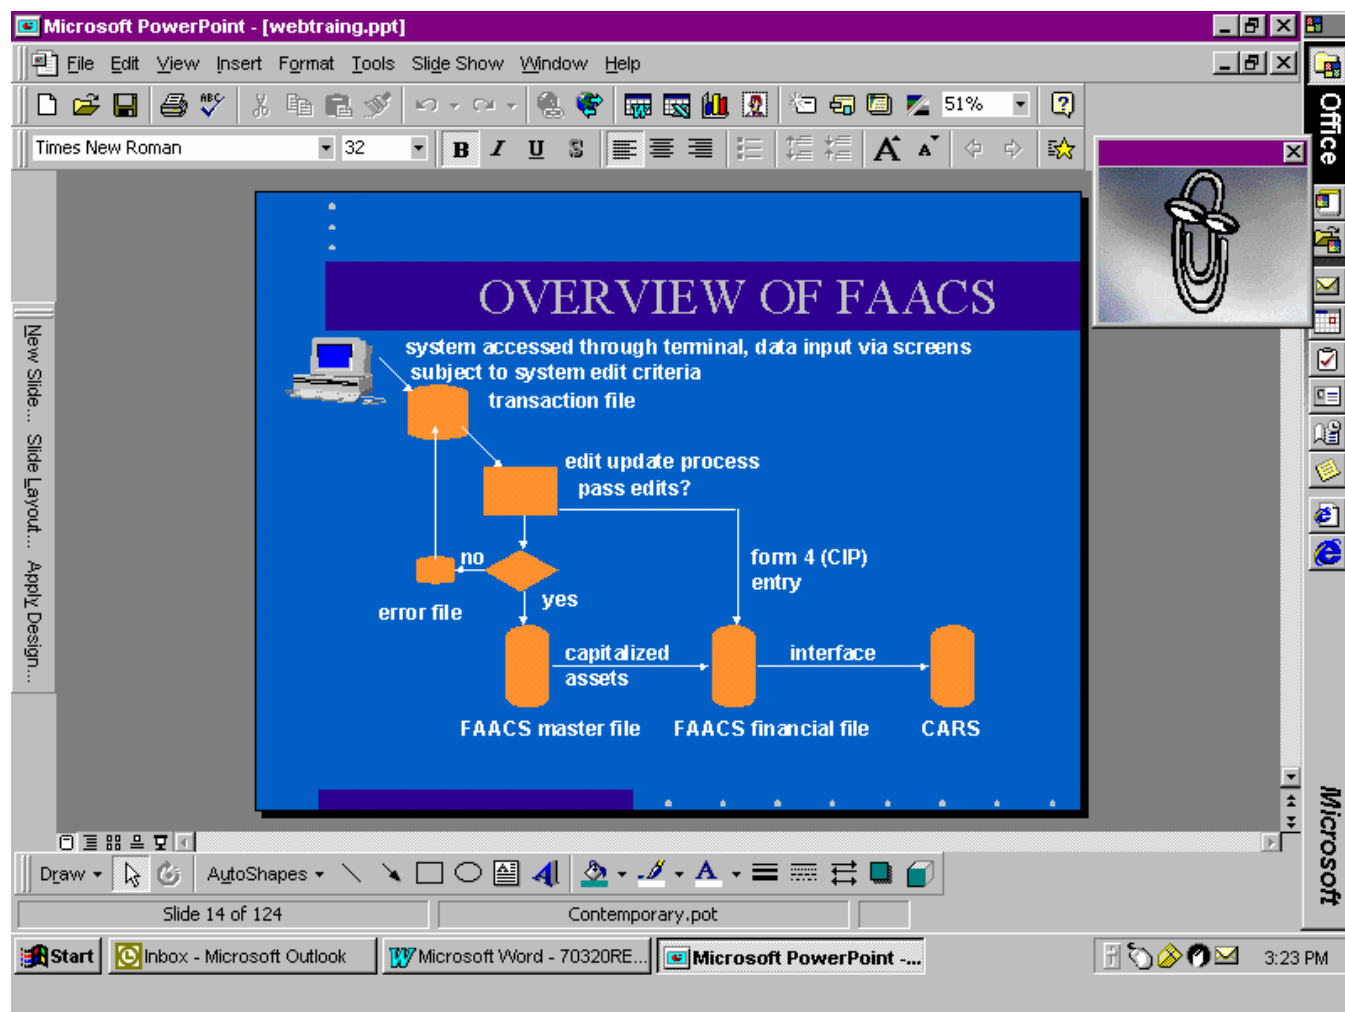 Microsoft PowerPoint - [webtraing.ppt]
File Edit View Insert Format Tools Slide Show Window Help
ABC
51%
Times New Roman 32 B I U S A A
Office
OVERVIEW OF FAACS
system accessed through terminal, data input via screens
subject to system edit criteria
transaction file
edit update process
pass edits?
no
form 4 (CIP)
entry
yes
error file
capitalized
assets
interface
FAACS master file FAACS financial file CARS
New Slide... Slide Layout... Apply Design...
Microsoft
Draw AutoShapes
Slide 14 of 124 Contemporary.pot
Start Inbox - Microsoft Outlook Microsoft Word - 70320RE... Microsoft PowerPoint -... 3:23 PM